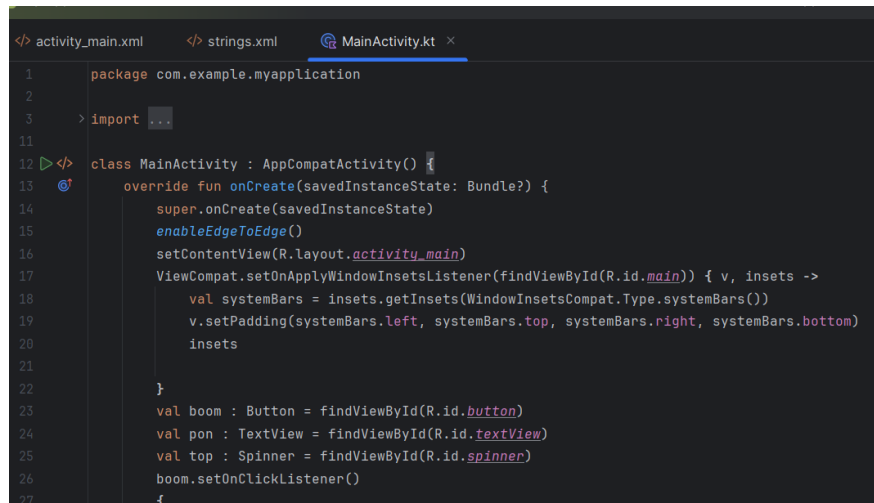 activity_main.xml strings.xml MainActivity.kt
1 package com.example.myapplication
2
3 import ...
11
12 class MainActivity : AppCompatActivity() {
13 override fun onCreate(savedInstanceState: Bundle?) {
14 super.onCreate(savedInstanceState)
15 enableEdgeToEdge()
16 setContentView(R.layout.activity_main)
17 ViewCompat.setOnApplyWindowInsetsListener(findViewById(R.id.main)) { v, insets ->
18 val systemBars = insets.getInsets(WindowInsetsCompat.Type.systemBars())
19 v.setPadding(systemBars.left, systemBars.top, systemBars.right, systemBars.bottom)
20 insets
21
22 }
23 val boom : Button = findViewById(R.id.button)
24 val pon : TextView = findViewById(R.id.textView)
25 val top : Spinner = findViewById(R.id.spinner)
26 boom.setOnClickListener()
27 {